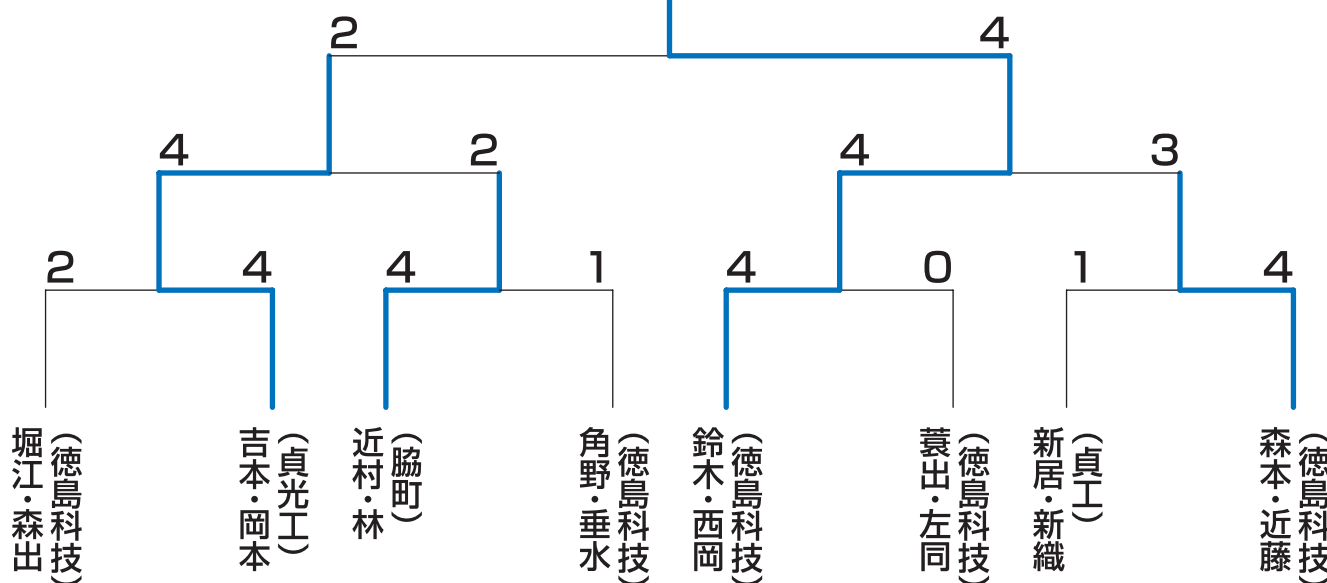 2 4
4 2 4 3
2 4 4 1 4 0 1 4
堀江・森出
(徳島科技)
吉本・岡本
(貞光工)
近村・林
(脇町)
角野・垂水
(徳島科技)
鈴木・西岡
(徳島科技)
蓑出・左同
(徳島科技)
新居・新織
(貞工)
森本・近藤
(徳島科技)